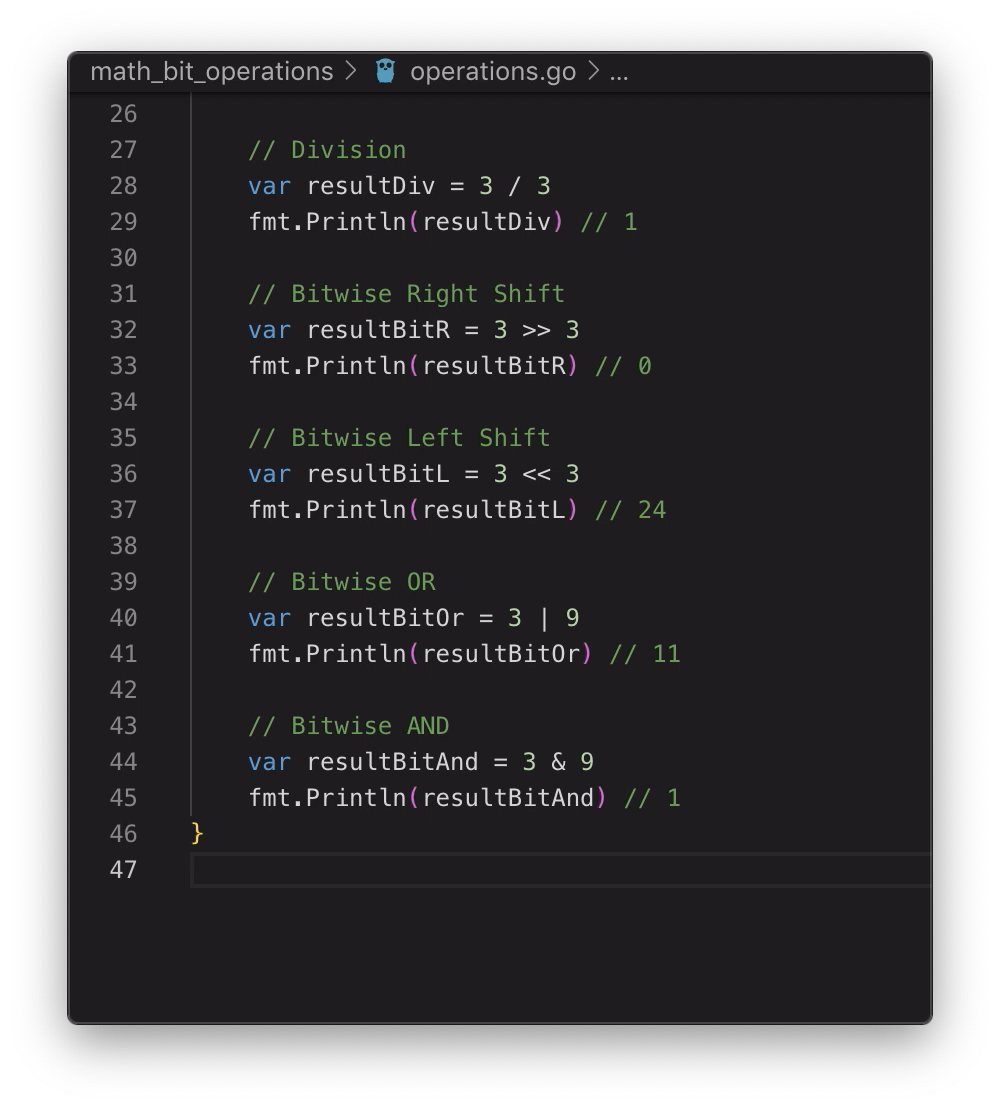 math_bit_operations > operations.go > ...
26
27 // Division
28 var resultDiv = 3 / 3
29 fmt.Println(resultDiv) // 1
30
31 // Bitwise Right Shift
32 var resultBitR = 3 >> 3
33 fmt.Println(resultBitR) // 0
34
35 // Bitwise Left Shift
36 var resultBitL = 3 << 3
37 fmt.Println(resultBitL) // 24
38
39 // Bitwise OR
40 var resultBitOr = 3 | 9
41 fmt.Println(resultBitOr) // 11
42
43 // Bitwise AND
44 var resultBitAnd = 3 & 9
45 fmt.Println(resultBitAnd) // 1
46 }
47